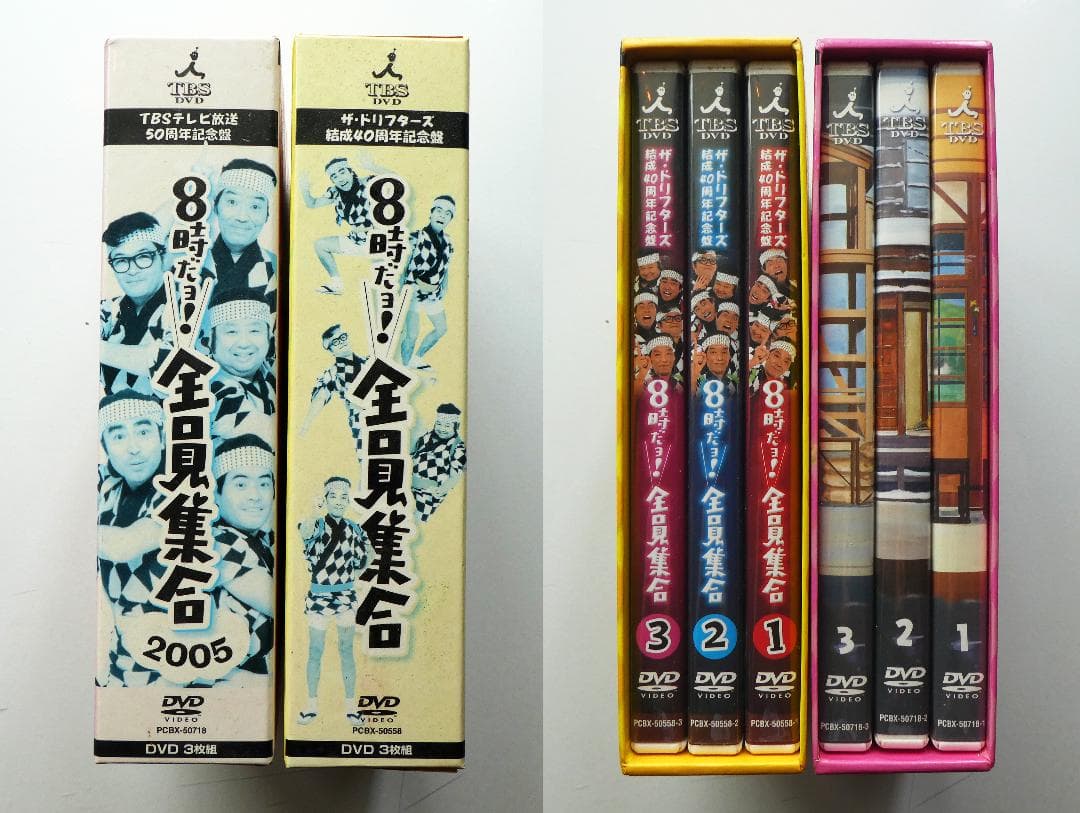 TBS
DVD
TBSテレビ放送
50周年記念盤
8時だョ!
全員集合
2005
DVD
VIDEO
PCBX-50718
DVD 3枚組
TBS
DVD
ザ・ドリフターズ
結成40周年記念盤
8時だョ!
全員集合
DVD
VIDEO
PCBX-50558
DVD 3枚組
TBS
DVD
ザ・ドリフターズ
結成40周年記念盤
8時だョ!
全員集合
3
DVD
VIDEO
PCBX-50558-3
TBS
DVD
ザ・ドリフターズ
結成40周年記念盤
8時だョ!
全員集合
2
DVD
VIDEO
PCBX-50558-2
TBS
DVD
ザ・ドリフターズ
結成40周年記念盤
8時だョ!
全員集合
1
DVD
VIDEO
PCBX-50558-1
TBS
DVD
3
DVD
VIDEO
PCBX-50718-3
TBS
DVD
2
DVD
VIDEO
PCBX-50718-2
TBS
DVD
1
DVD
VIDEO
PCBX-50718-1